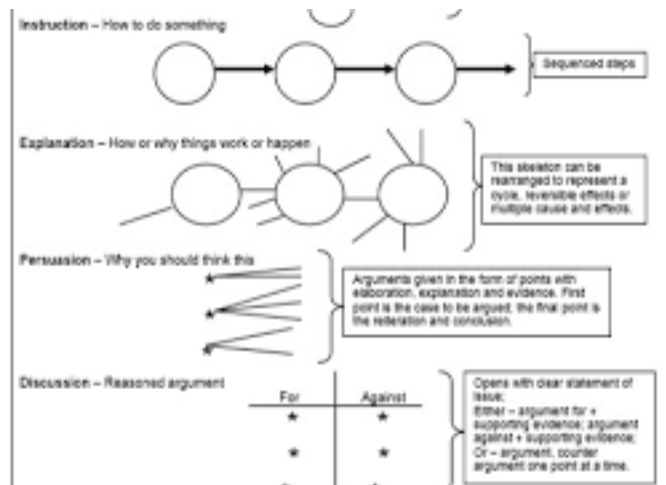 Instruction – How to do something
Sequenced steps
Explanation – How or why things work or happen
This skeleton can be
rearranged to represent a
cycle, reversible effects or
multiple cause and effects.
Persuasion – Why you should think this
Arguments given in the form of points with
elaboration, explanation and evidence. First
point is the case to be argued; the final point is
the reiteration and conclusion.
Discussion – Reasoned argument
For
Against
Opens with clear statement of
issue;
Either – argument for +
supporting evidence; argument
against + supporting evidence;
Or – argument, counter
argument one point at a time.